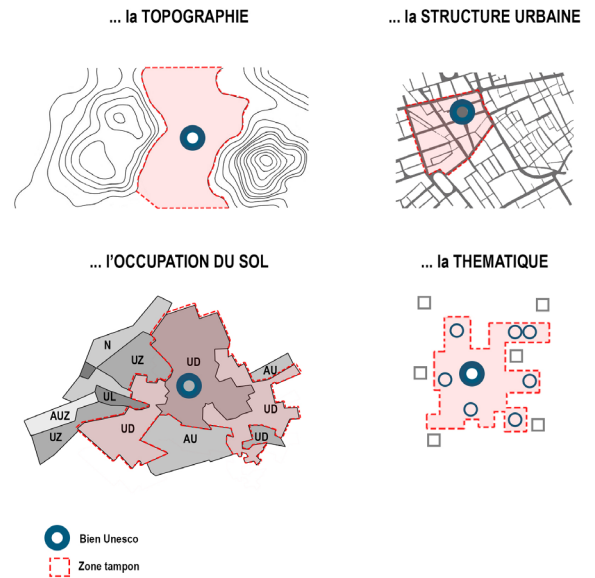 ... la TOPOGRAPHIE
... la STRUCTURE URBAINE
... l'OCCUPATION DU SOL
... la THEMATIQUE
N
UZ
UD
AU
UL
AUZ
UD
UZ
UD
AU
UD
Bien Unesco
Zone tampon